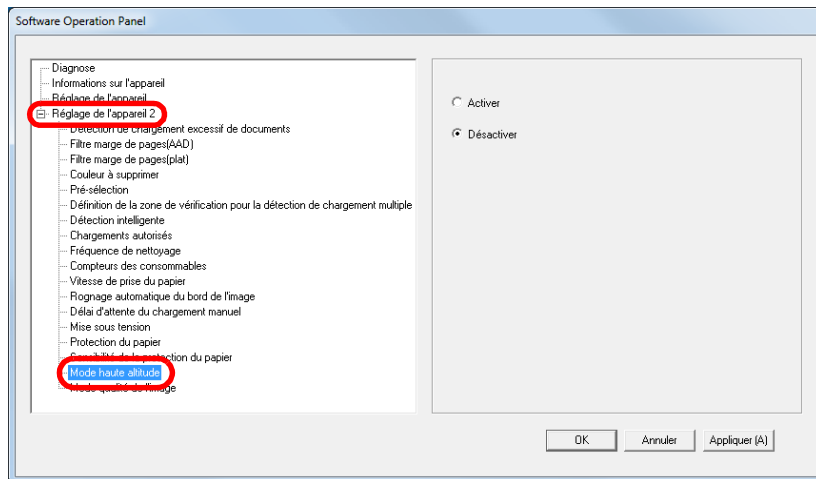 Software Operation Panel
Diagnose
Informations sur l'appareil
Réglage de l'appareil
Réglage de l'appareil 2
Détection de chargement excessif de documents
Filtre marge de pages(AAD)
Filtre marge de pages(plat)
Couleur à supprimer
Pré-sélection
Définition de la zone de vérification pour la détection de chargement multiple
Détection intelligente
Chargements autorisés
Fréquence de nettoyage
Compteurs des consommables
Vitesse de prise du papier
Rognage automatique du bord de l'image
Délai d'attente du chargement manuel
Mise sous tension
Protection du papier
Sensibilité de la protection du papier
Mode haute altitude
Mode qualité de l'image
Activer
Désactiver
OK
Annuler
Appliquer (A)